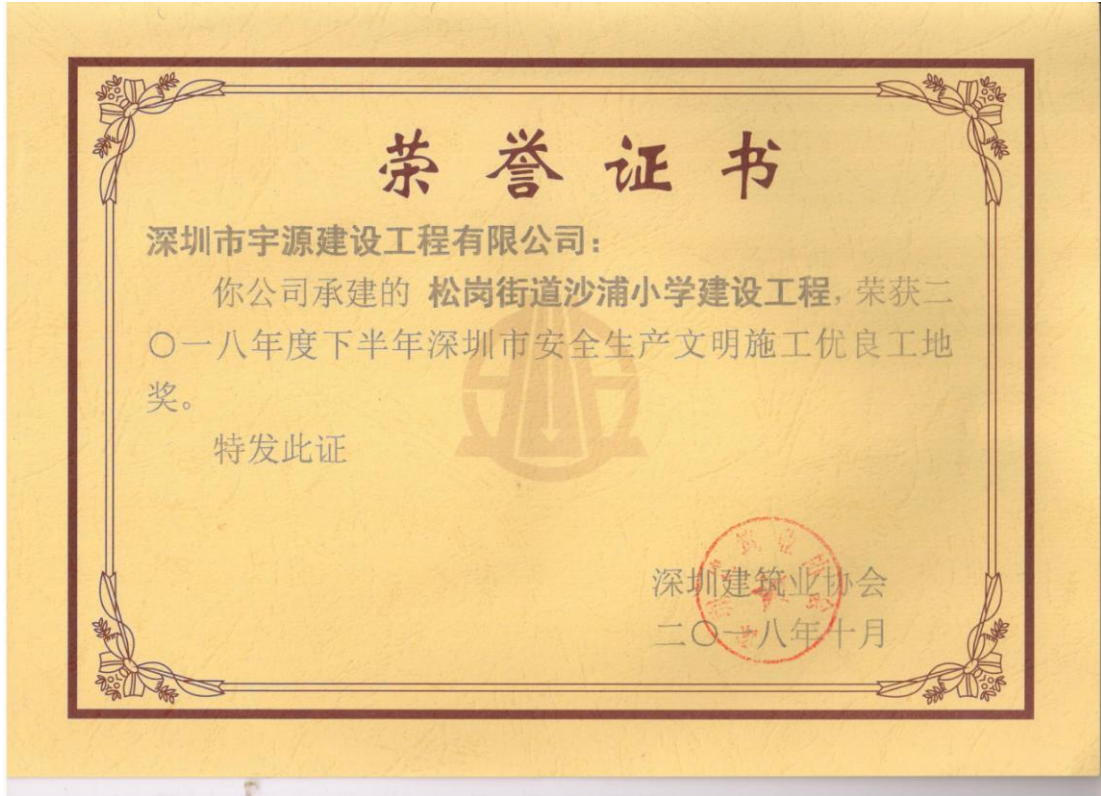 荣誉证书
深圳市宇源建设工程有限公司：
你公司承建的 松岗街道沙浦小学建设工程，荣获二
〇一八年度下半年深圳市安全生产文明施工优良工地
奖。
特发此证
深圳建筑业协会
二〇一八年十月